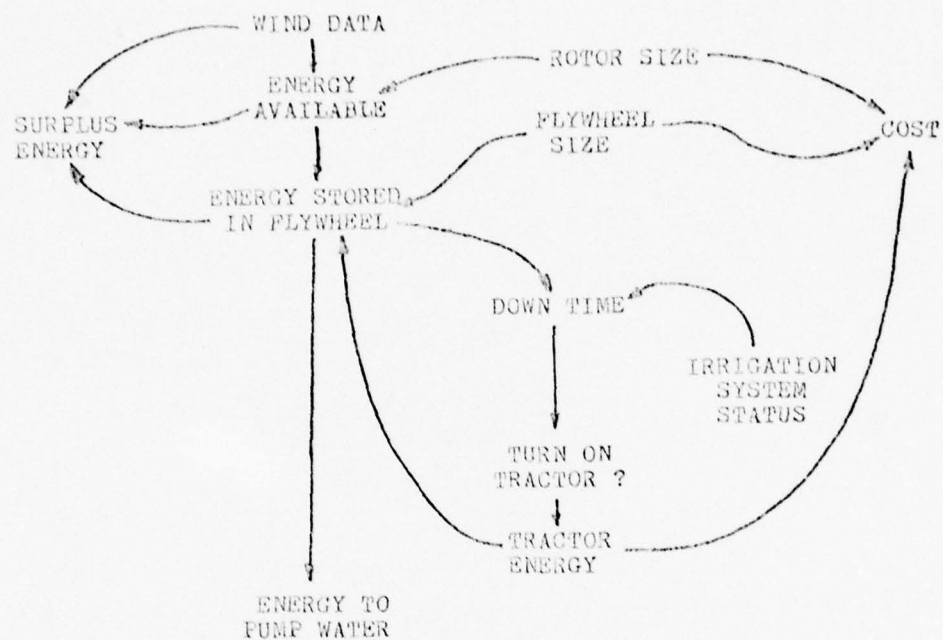 WIND DATA
ROTOR SIZE
ENERGY
AVAILABLE
SURPLUS
ENERGY
FLYWHEEL
SIZE
COST
ENERGY STORED
IN FLYWHEEL
DOWN TIME
IRRIGATION
SYSTEM
STATUS
TURN ON
TRACTOR ?
TRACTOR
ENERGY
ENERGY TO
PUMP WATER